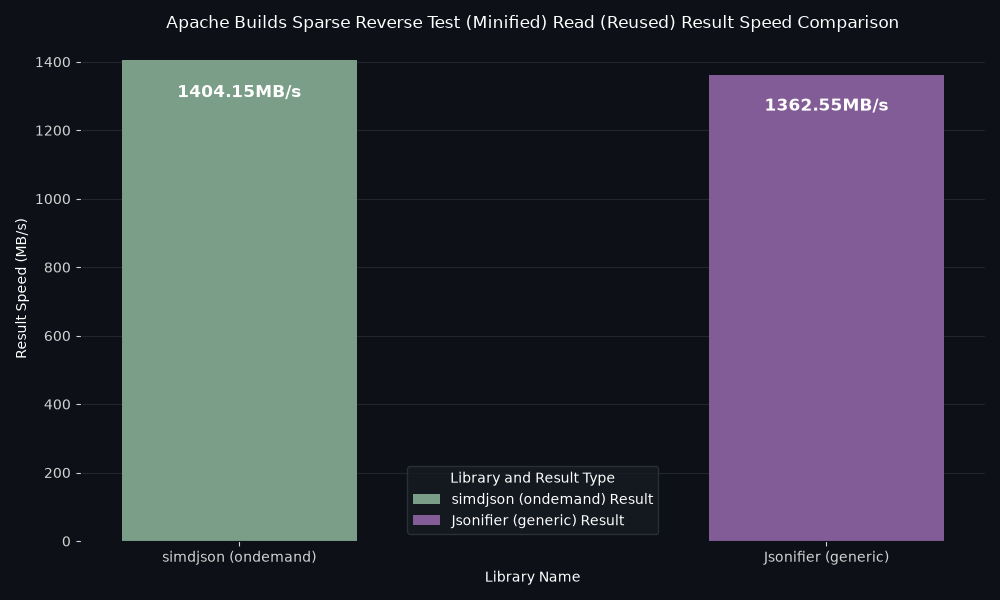 Apache Builds Sparse Reverse Test (Minified) Read (Reused) Result Speed Comparison
1400
1200
1000
800
600
400
200
0
Result Speed (MB/s)
1404.15MB/s
1362.55MB/s
Library and Result Type
simdjson (ondemand) Result
Jsonifier (generic) Result
simdjson (ondemand)
Jsonifier (generic)
Library Name